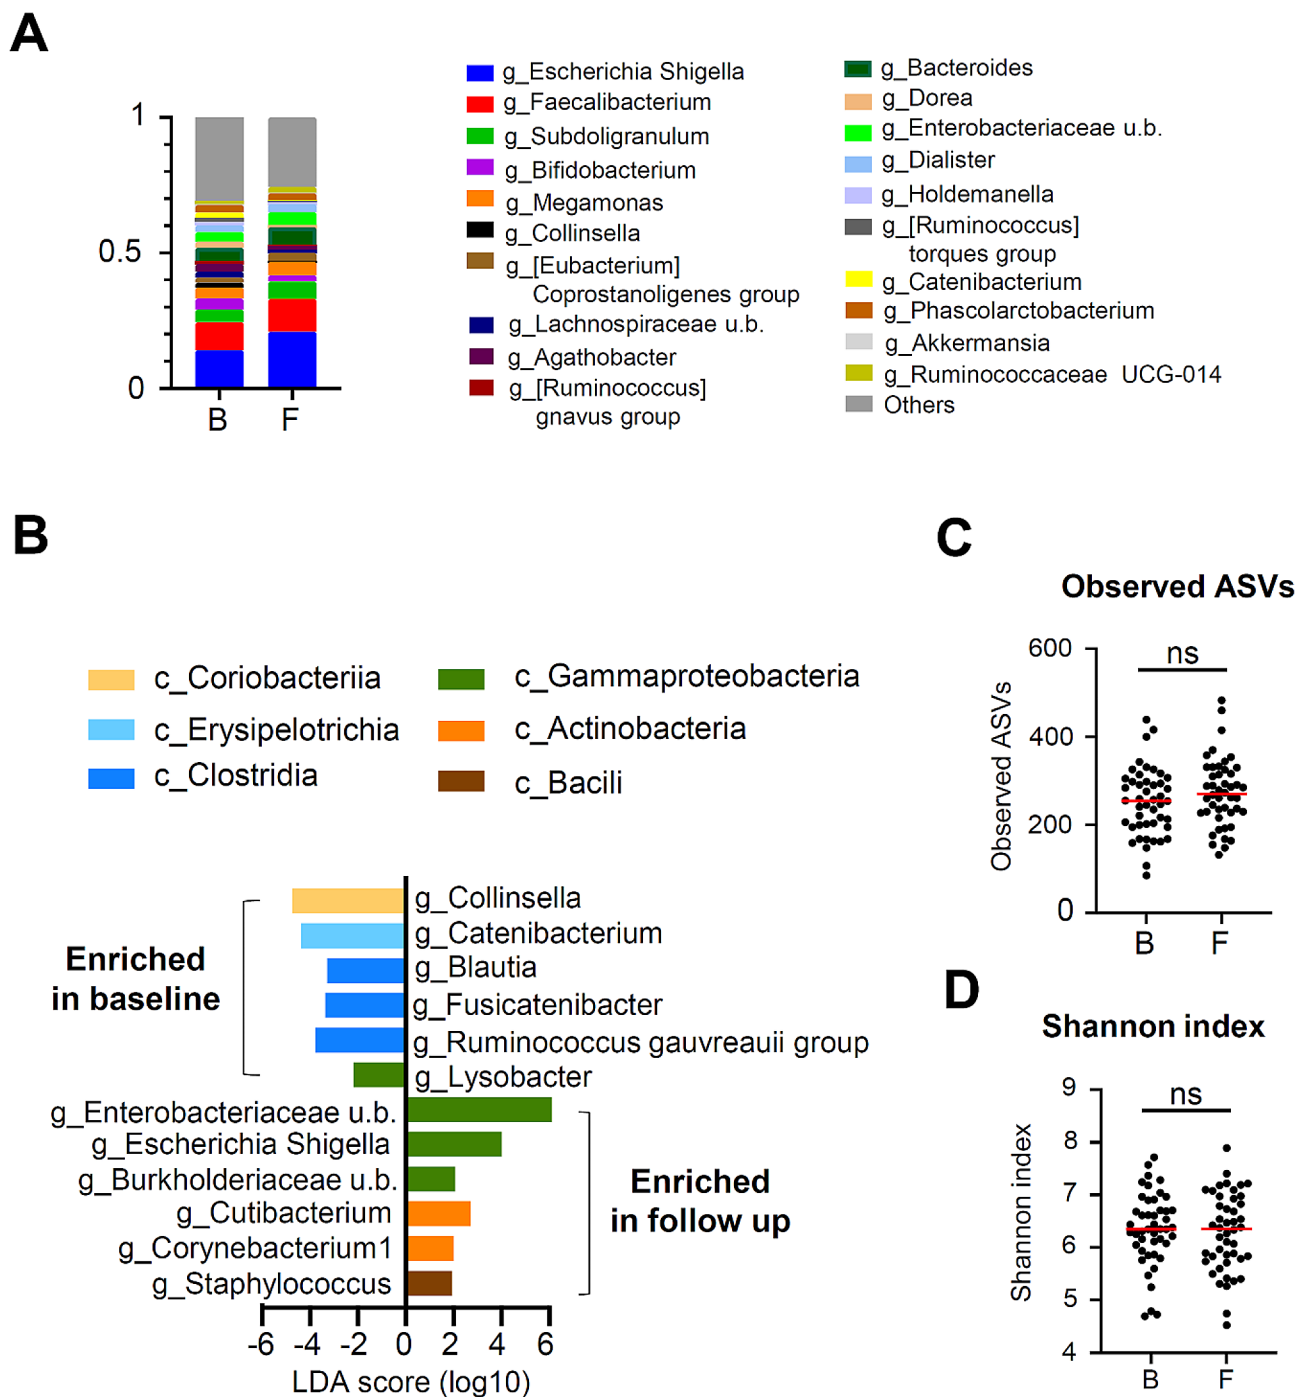 A
1
0.5
0
B
F
g_Escherichia Shigella
g_Faecalibacterium
g_Subdoligranulum
g_Bifidobacterium
g_Megamonas
g_Collinsella
g_[Eubacterium]
Coprostanoligenes group
g_Lachnospiraceae u.b.
g_Agathobacter
g_[Ruminococcus]
gnavus group
g_Bacteroides
g_Dorea
g_Enterobacteriaceae u.b.
g_Dialister
g_Holdemanella
g_[Ruminococcus]
torques group
g_Catenibacterium
g_Phascolarctobacterium
g_Akkermansia
g_Ruminococcaceae UCG-014
Others
B
c_Coriobacteriia
c_Erysipelotrichia
c_Clostridia
c_Gammaproteobacteria
c_Actinobacteria
c_Bacili
Enriched
in baseline
g_Collinsella
g_Catenibacterium
g_Blautia
g_Fusicatenibacter
g_Ruminococcus gauvreauii group
g_Lysobacter
g_Enterobacteriaceae u.b.
g_Escherichia Shigella
g_Burkholderiaceae u.b.
g_Cutibacterium
g_Corynebacterium1
g_Staphylococcus
Enriched
in follow up
-6 -4 -2 0 2 4 6
LDA score (log10)
C
Observed ASVs
600
400
200
0
Observed ASVs
ns
B
F
D
Shannon index
9
8
7
6
5
4
Shannon index
ns
B
F